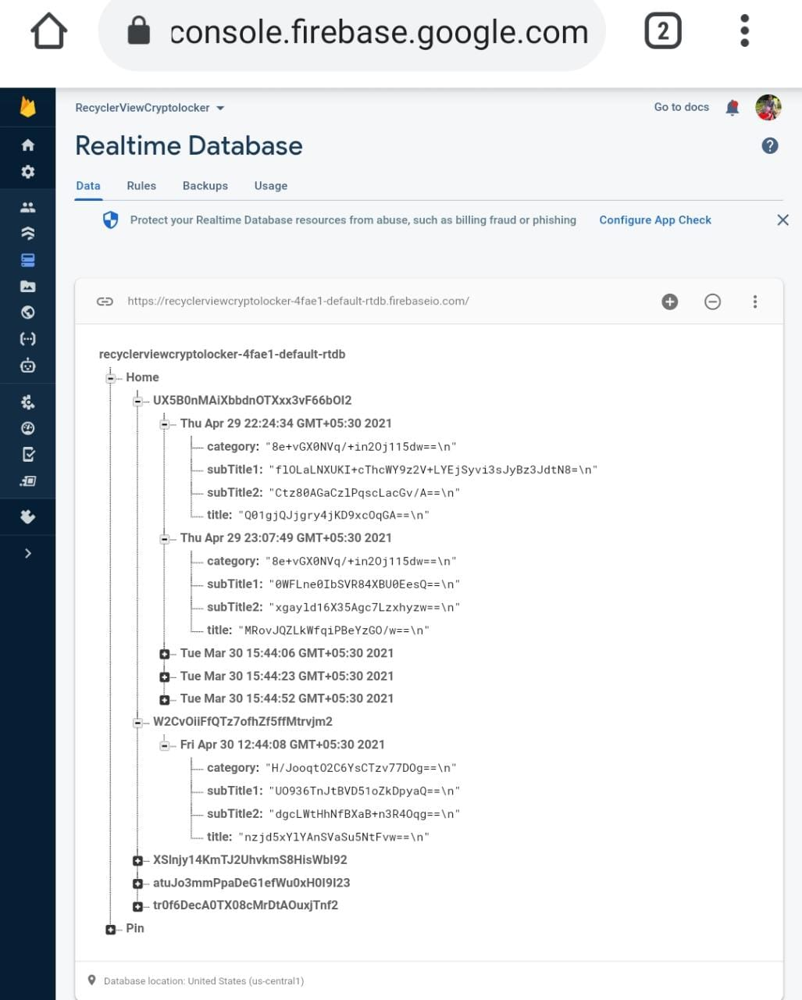 console.firebase.google.com
2
RecyclerViewCryptolocker
Go to docs
Realtime Database
?
Data Rules Backups Usage
Protect your Realtime Database resources from abuse, such as billing fraud or phishing Configure App Check
https://recyclerviewcryptolocker-4fae1-default-rtdb.firebaseio.com/
recyclerviewcryptolocker-4fae1-default-rtdb
Home
UX5B0nMAiXbbdnOTXxx3vF66bOI2
Thu Apr 29 22:24:34 GMT+05:30 2021
category: "8e+vGX0NVq/+in2Oj115dw==\n"
subTitle1: "flOLaLNXUKI+cThcWY9z2V+LYEjSyvi3sJyBz3JdtN8=\n"
subTitle2: "Ctz80AGaCzlPqscLacGv/A==\n"
title: "Q01gjQJjgry4jKD9xcOqGA==\n"
Thu Apr 29 23:07:49 GMT+05:30 2021
category: "8e+vGX0NVq/+in2Oj115dw==\n"
subTitle1: "0WFLne0IbSVR84XBU0EesQ==\n"
subTitle2: "xgayld16X35Agc7Lzxhyzw==\n"
title: "MRovJQZLkWfqiPBeYzGO/w==\n"
Tue Mar 30 15:44:06 GMT+05:30 2021
Tue Mar 30 15:44:23 GMT+05:30 2021
Tue Mar 30 15:44:52 GMT+05:30 2021
W2CvOiiFfQTz7ofhZf5ffMtrvjm2
Fri Apr 30 12:44:08 GMT+05:30 2021
category: "H/JooqtO2C6YsCTzv77DOg==\n"
subTitle1: "UO936TnJtBVD51oZkDpyaQ==\n"
subTitle2: "dgcLWtHhNfBXaB+n3R4Oqg==\n"
title: "nzjd5xYlYAnSVaSu5NtFvw==\n"
XSlnjy14KmTJ2UhvkmS8HisWbI92
atuJo3mmPpaDeG1efWu0xH0I9I23
tr0f6DecA0TX08cMrDtAOuxjTnf2
Pin
Database location: United States (us-central1)